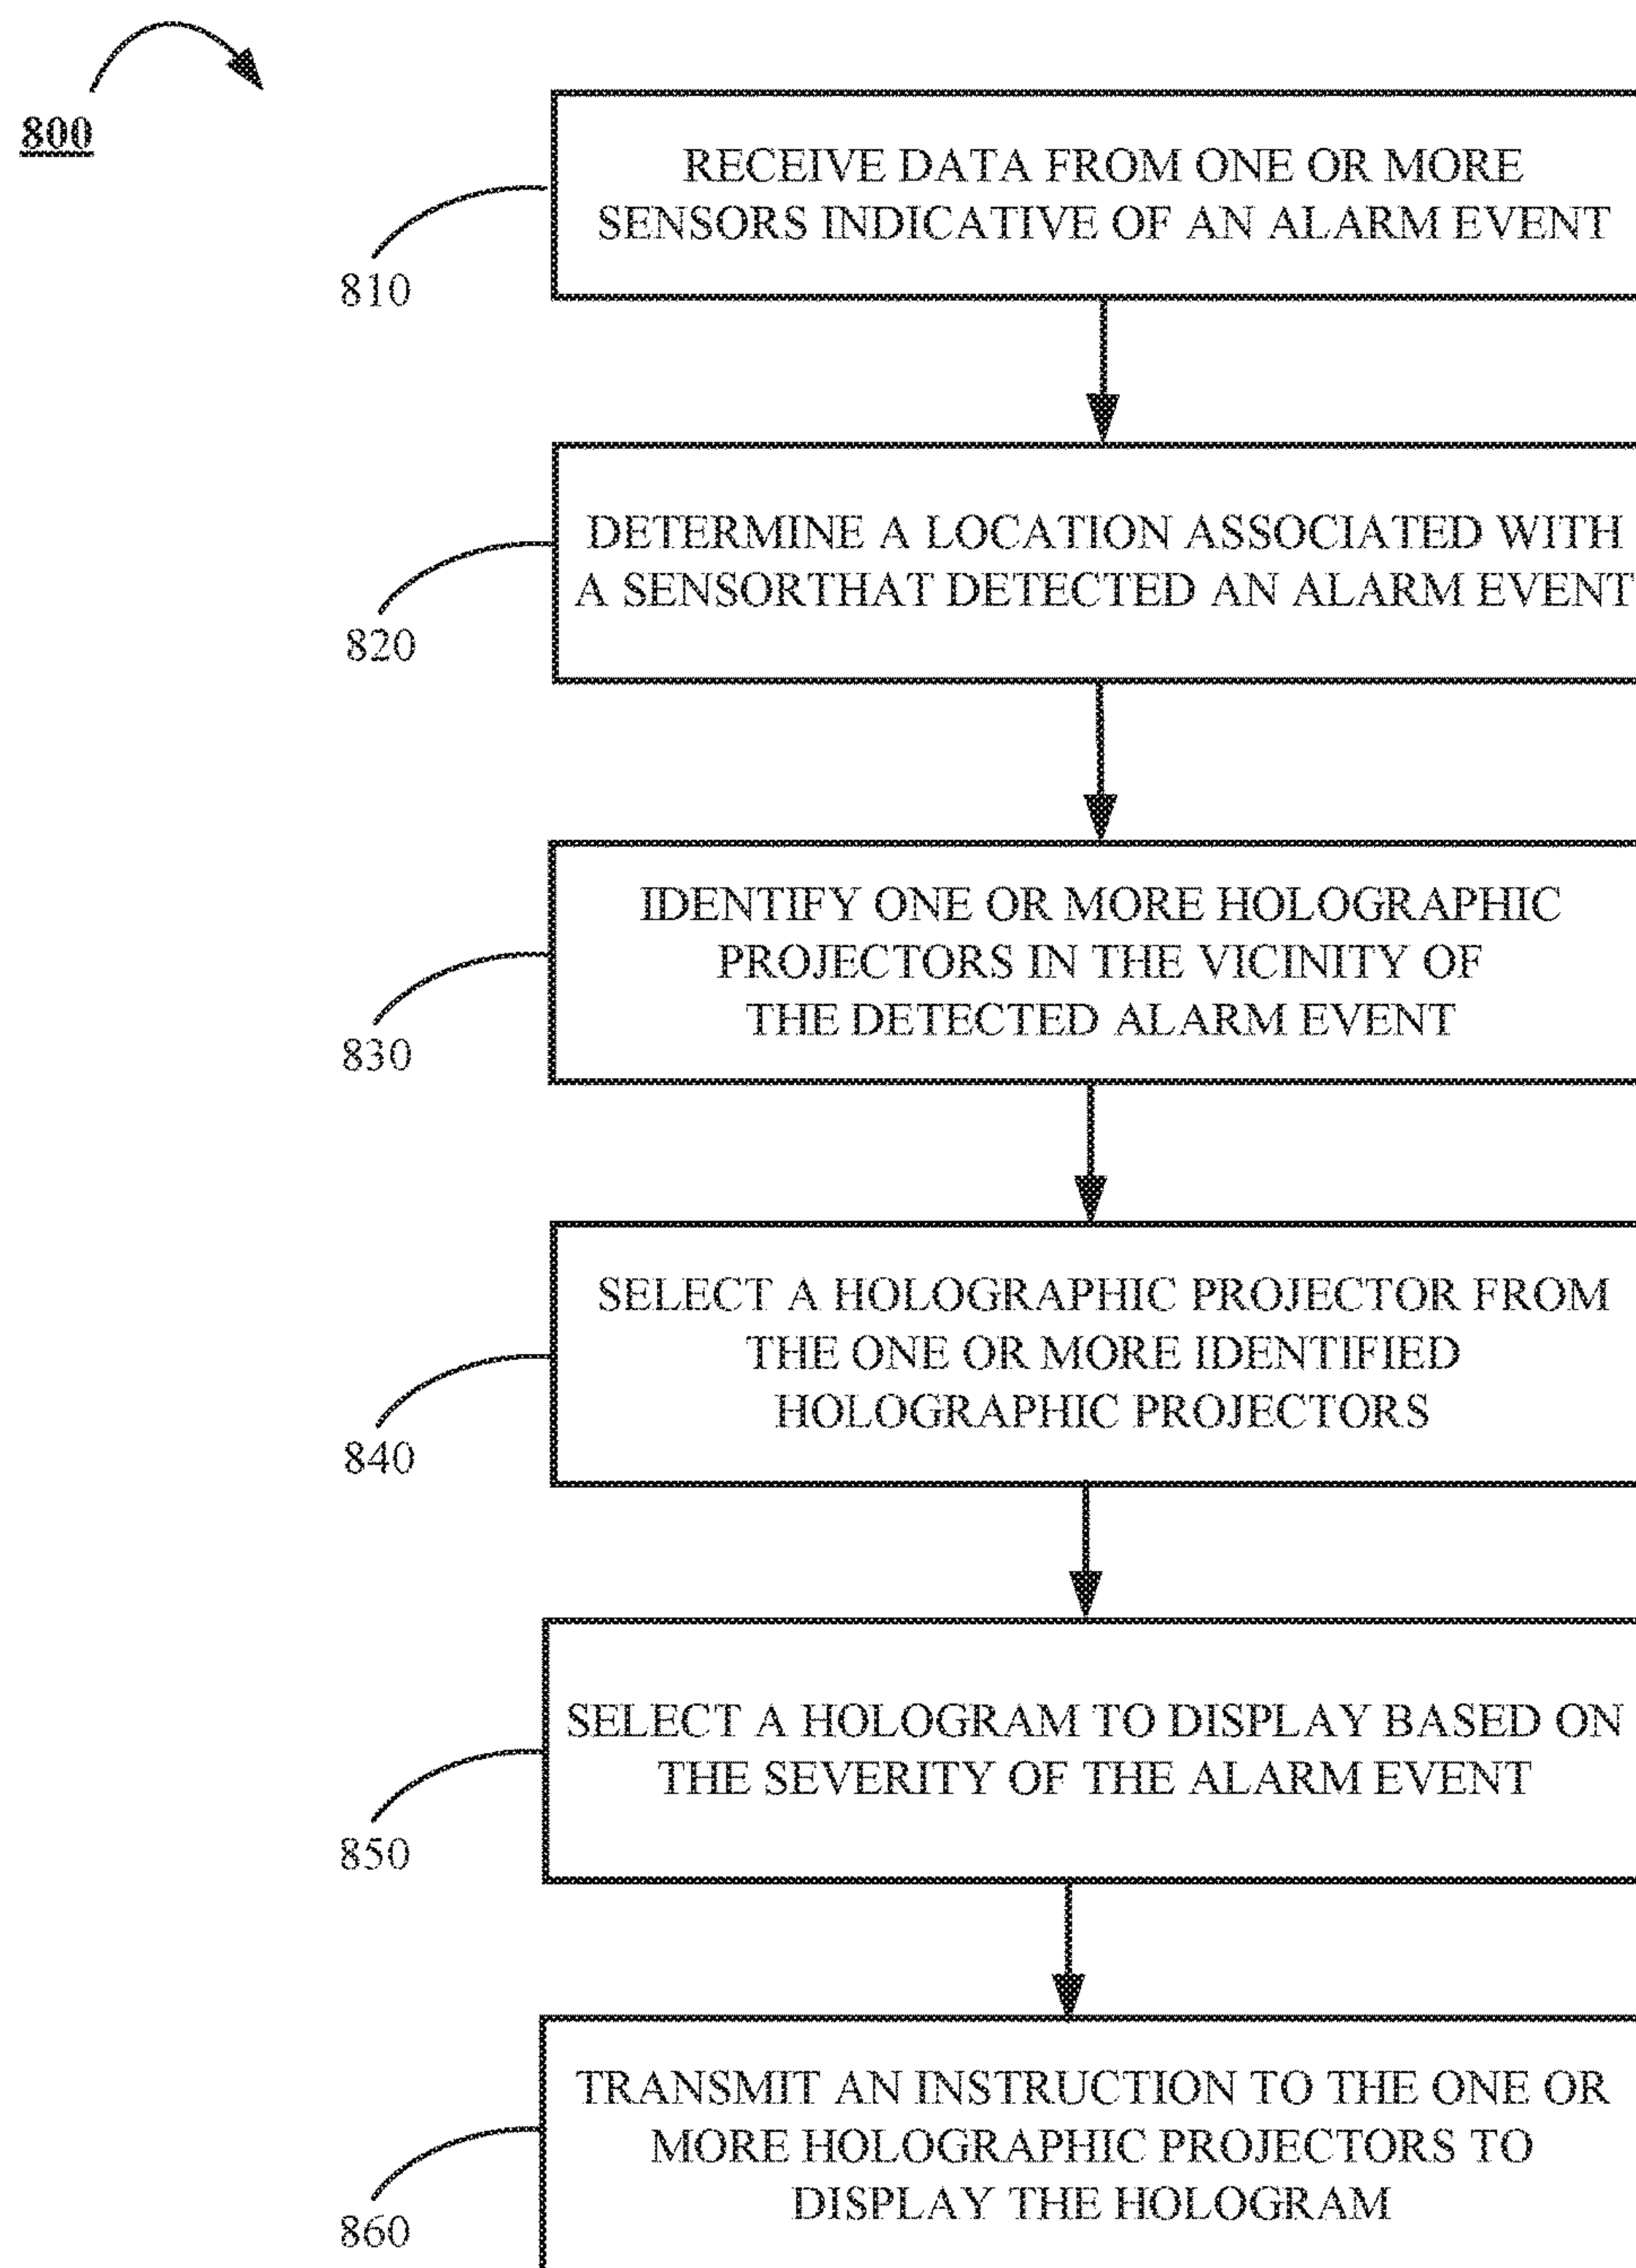 800
RECEIVE DATA FROM ONE OR MORE
SENSORS INDICATIVE OF AN ALARM EVENT
810
DETERMINE A LOCATION ASSOCIATED WITH
A SENSORTHAT DETECTED AN ALARM EVENT
820
IDENTIFY ONE OR MORE HOLOGRAPHIC
PROJECTORS IN THE VICINITY OF
THE DETECTED ALARM EVENT
830
SELECT A HOLOGRAPHIC PROJECTOR FROM
THE ONE OR MORE IDENTIFIED
HOLOGRAPHIC PROJECTORS
840
SELECT A HOLOGRAM TO DISPLAY BASED ON
THE SEVERITY OF THE ALARM EVENT
850
TRANSMIT AN INSTRUCTION TO THE ONE OR
MORE HOLOGRAPHIC PROJECTORS TO
DISPLAY THE HOLOGRAM
860